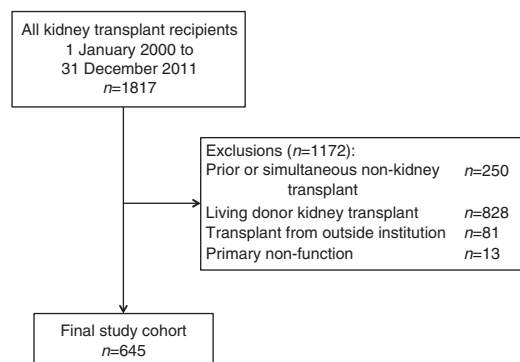 All kidney transplant recipients
1 January 2000 to
31 December 2011
n=1817
Exclusions (n=1172):
Prior or simultaneous non-kidney n=250
transplant
Living donor kidney transplant n=828
Transplant from outside institution n=81
Primary non-function n=13
Final study cohort
n=645